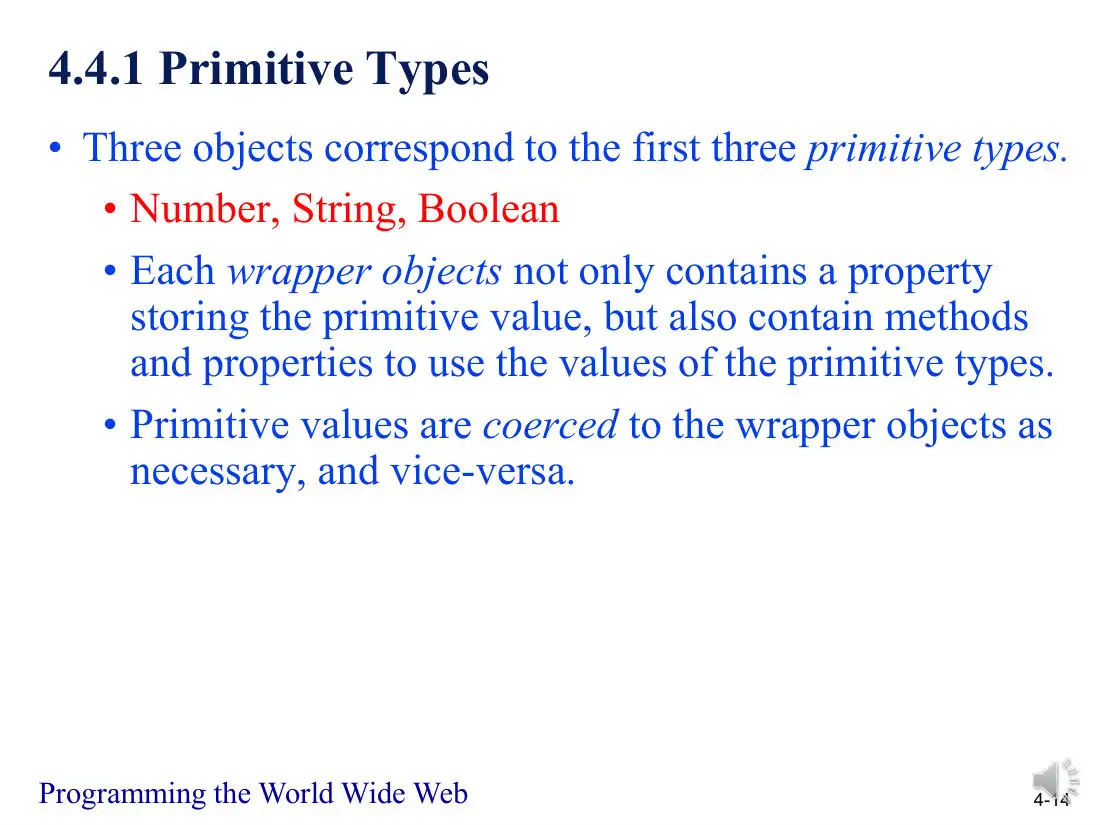 4.4.1 Primitive Types
• Three objects correspond to the first three primitive types.
• Number, String, Boolean
• Each wrapper objects not only contains a property
storing the primitive value, but also contain methods
and properties to use the values of the primitive types.
• Primitive values are coerced to the wrapper objects as
necessary, and vice-versa.
Programming the World Wide Web
4-14